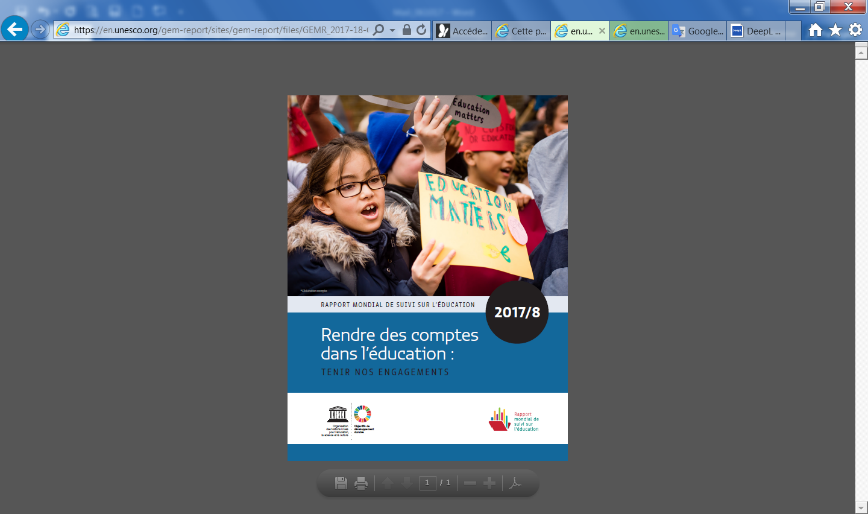 https://en.unesco.org/gem-report/sites/gem-report/files/GEMR_2017-18-
Accéde...
Cette p...
en.u...
en.unes...
Google...
DeepL
Education
matters
EDUCATION
MATTERS
RAPPORT MONDIAL DE SUIVI SUR L'ÉDUCATION
2017/8
Rendre des comptes
dans l'éducation :
TENIR NOS ENGAGEMENTS
Rapport
mondial de
suivi sur
l'éducation
1 / 1